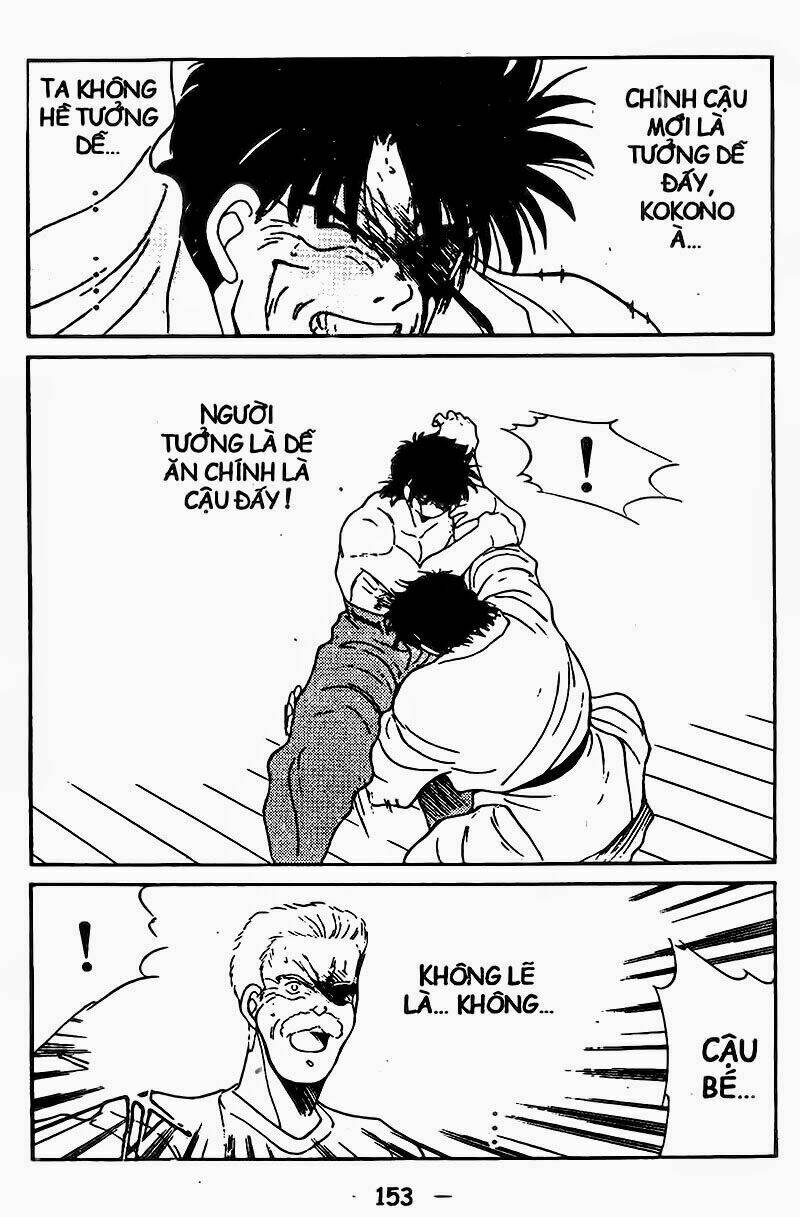 CHÍNH CẬU
MỚI LÀ
TƯỞNG DỄ
ĐẤY,
KOKONO
À...
TA KHÔNG
HỀ TƯỞNG
DỄ...
!
NGƯỜI
TƯỞNG LÀ DỄ
ĂN CHÍNH LÀ
CẬU ĐẤY!
CẬU
BÉ...
KHÔNG LẼ
LÀ... KHÔNG...
!
153